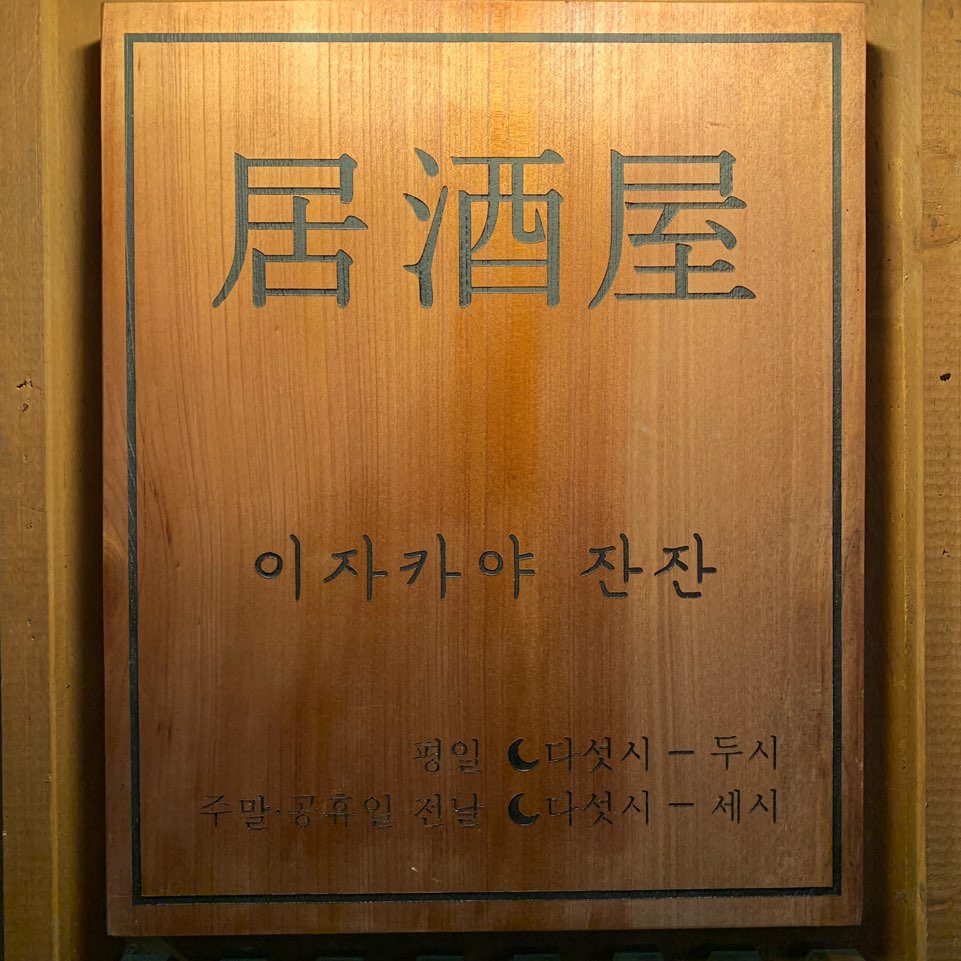 居酒屋
이자카야 잔잔
평일 ☾다섯시 – 두시
주말·공휴일 전날 ☾다섯시 – 세시